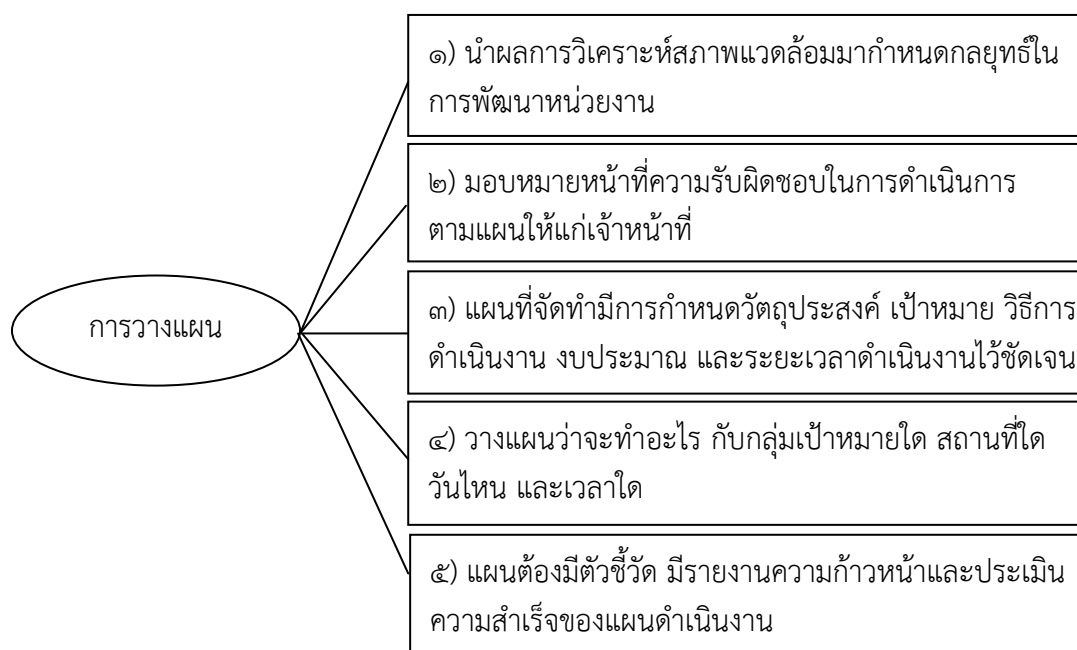 ๑) นำผลการวิเคราะห์สภาพแวดล้อมมากำหนดกลยุทธ์ใน
การพัฒนาหน่วยงาน
๒) มอบหมายหน้าที่ความรับผิดชอบในการดำเนินการ
ตามแผนให้แก่เจ้าหน้าที่
การวางแผน
๓) แผนที่จัดทำมีการกำหนดวัตถุประสงค์ เป้าหมาย วิธีการ
ดำเนินงาน งบประมาณ และระยะเวลาดำเนินงานไว้ชัดเจน
๔) วางแผนว่าจะทำอะไร กับกลุ่มเป้าหมายใด สถานที่ใด
วันไหน และเวลาใด
๕) แผนต้องมีตัวชี้วัด มีรายงานความก้าวหน้าและประเมิน
ความสำเร็จของแผนดำเนินงาน